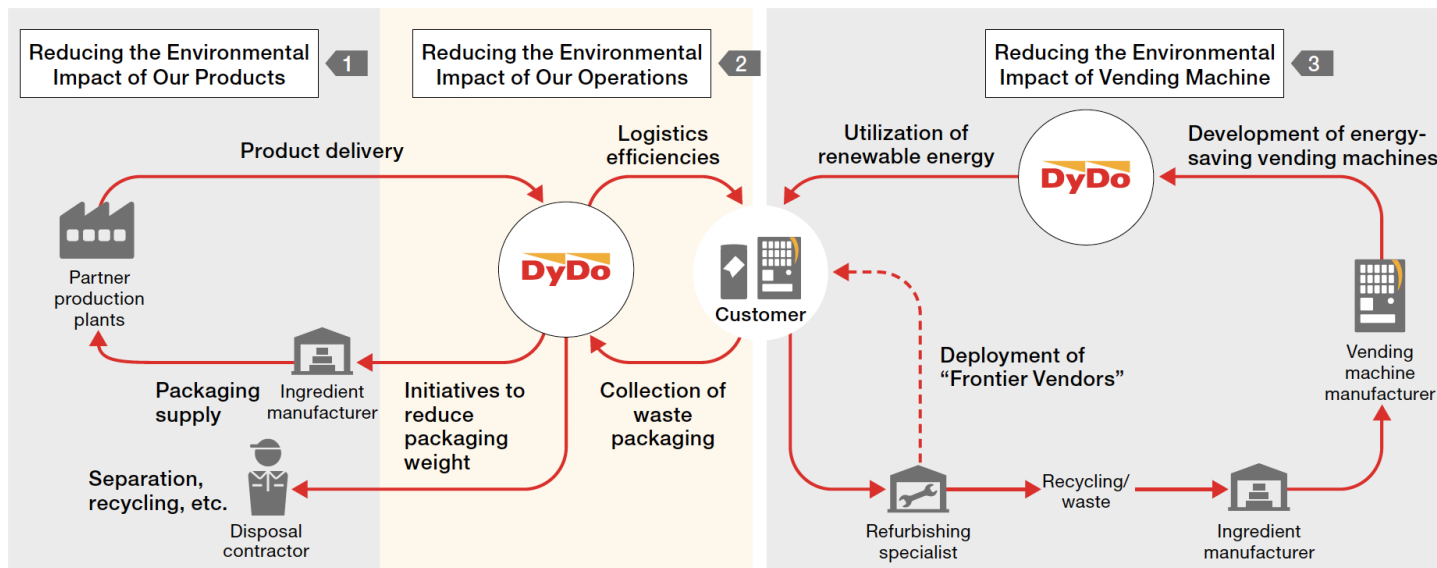 Reducing the Environmental
Impact of Our Products
1
Reducing the Environmental
Impact of Our Operations
2
Reducing the Environmental
Impact of Vending Machine
3
Product delivery
Logistics
efficiencies
Utilization of
renewable energy
Development of energy-
saving vending machines
DyDo
DyDo
Partner
production
plants
Customer
Packaging
supply
Ingredient
manufacturer
Initiatives to
reduce
packaging
weight
Collection of
waste
packaging
Deployment of
“Frontier Vendors”
Vending
machine
manufacturer
Separation,
recycling, etc.
Disposal
contractor
Refurbishing
specialist
Recycling/
waste
Ingredient
manufacturer